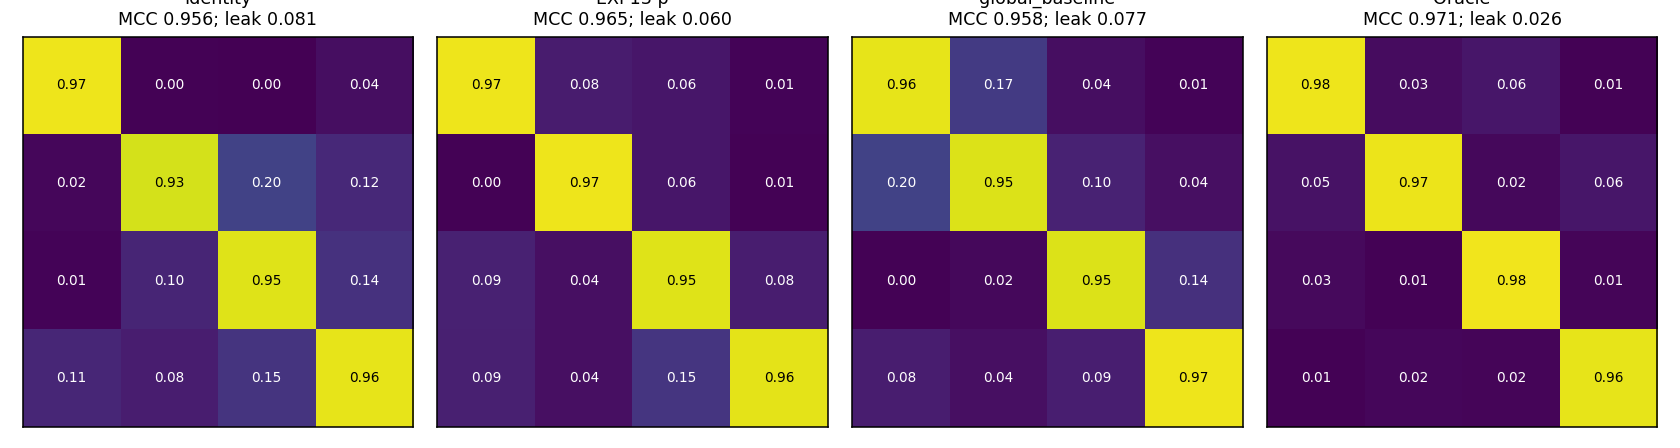 Identity
MCC 0.956; leak 0.081
MCC 0.965; leak 0.060
global_baseline
MCC 0.958; leak 0.077
Oracle
MCC 0.971; leak 0.026
0.97 0.00 0.00 0.04
0.02 0.93 0.20 0.12
0.01 0.10 0.95 0.14
0.11 0.08 0.15 0.96
0.97 0.08 0.06 0.01
0.00 0.97 0.06 0.01
0.09 0.04 0.95 0.08
0.09 0.04 0.15 0.96
0.96 0.17 0.04 0.01
0.20 0.95 0.10 0.04
0.00 0.02 0.95 0.14
0.08 0.04 0.09 0.97
0.98 0.03 0.06 0.01
0.05 0.97 0.02 0.06
0.03 0.01 0.98 0.01
0.01 0.02 0.02 0.96